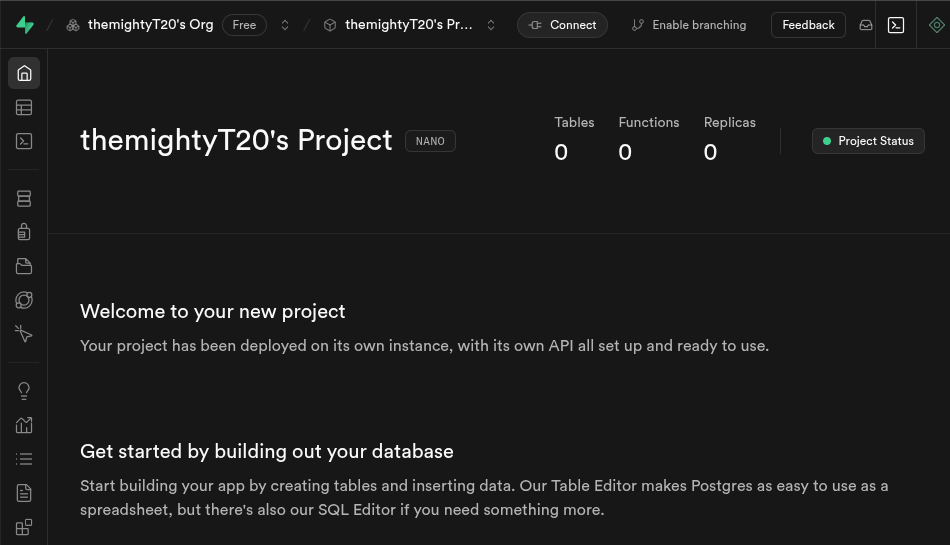 themightyT20's Org Free themightyT20's Pr... Connect Enable branching Feedback
themightyT20's Project NANO
Tables Functions Replicas
0 0 0
Project Status
Welcome to your new project
Your project has been deployed on its own instance, with its own API all set up and ready to use.
Get started by building out your database
Start building your app by creating tables and inserting data. Our Table Editor makes Postgres as easy to use as a
spreadsheet, but there's also our SQL Editor if you need something more.